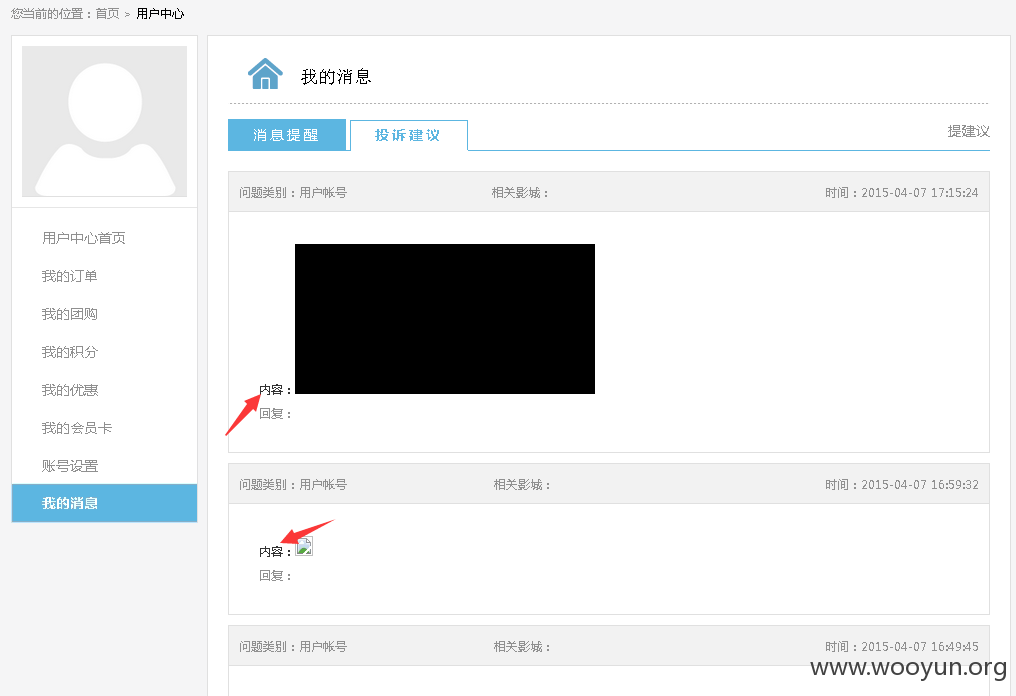 您当前的位置：首页 > 用户中心
我的消息
消息提醒
投诉建议
提建议
用户中心首页
我的订单
我的团购
我的积分
我的优惠
我的会员卡
账号设置
我的消息
问题类别：用户帐号
相关影城：
时间：2015-04-07 17:15:24
内容：
回复：
问题类别：用户帐号
相关影城：
时间：2015-04-07 16:59:32
内容：
回复：
问题类别：用户帐号
相关影城：
时间：2015-04-07 16:49:45
www.wooyun.org